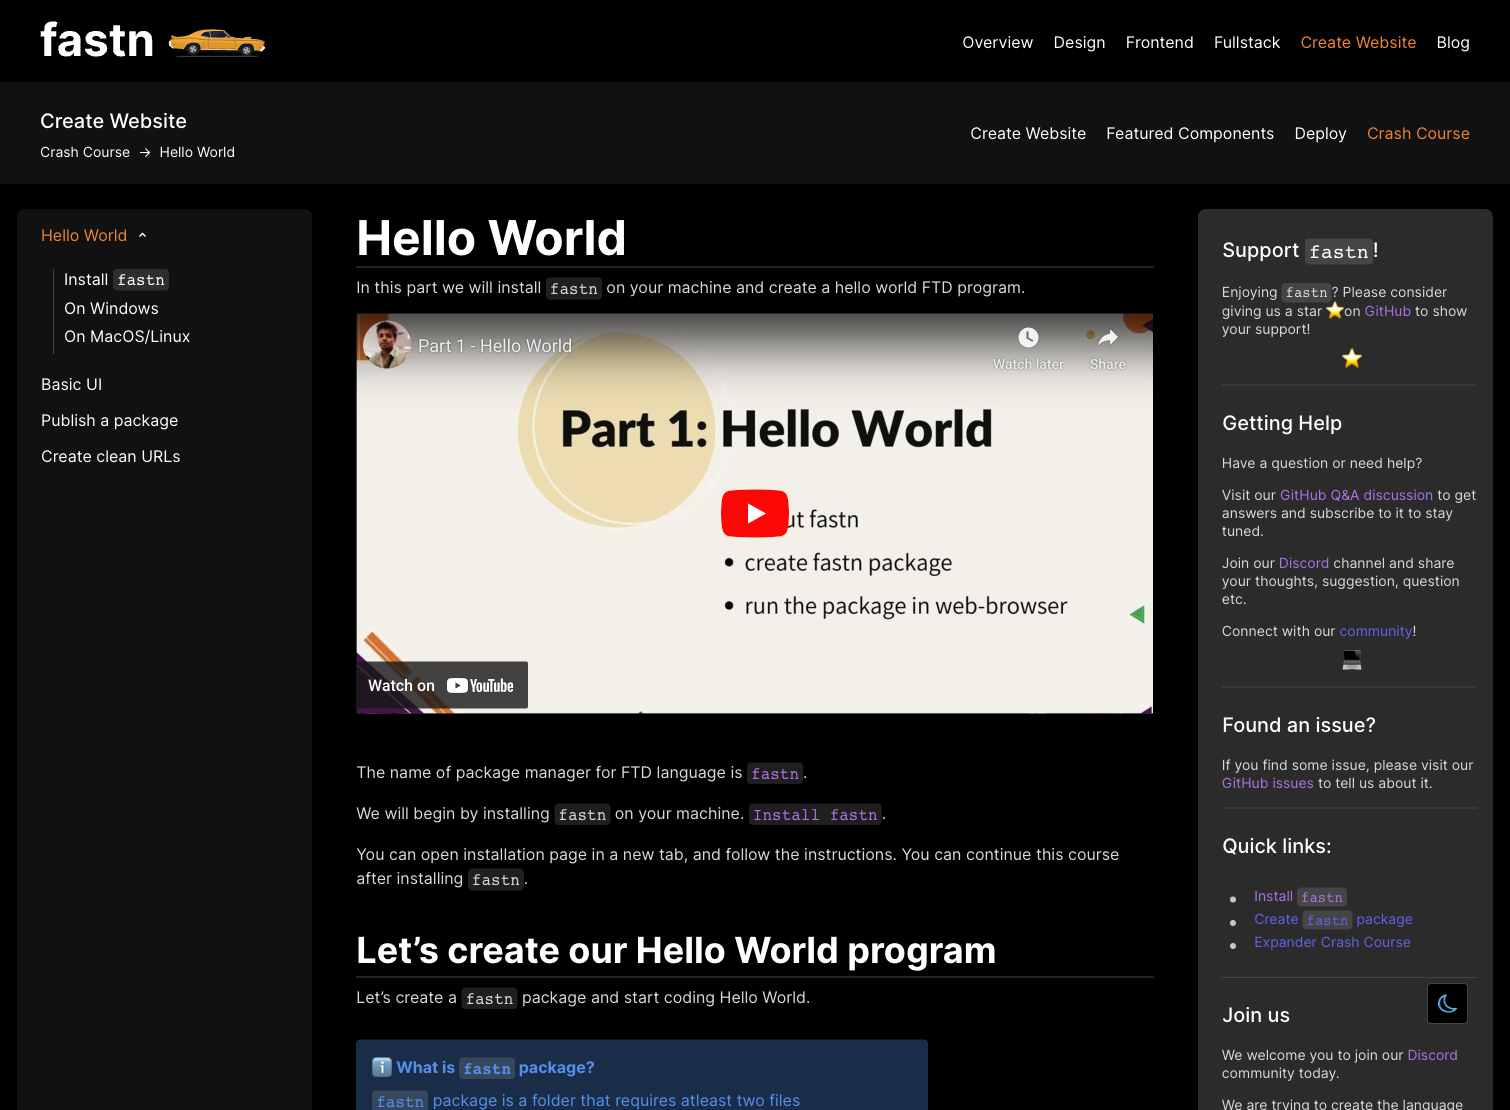 fastn
Overview Design Frontend Fullstack Create Website Blog
Create Website
Crash Course → Hello World
Create Website Featured Components Deploy Crash Course
Hello World
Install fastn
On Windows
On MacOS/Linux
Basic UI
Publish a package
Create clean URLs
Hello World
In this part we will install fastn on your machine and create a hello world FTD program.
Part 1 - Hello World
Watch later
Share
Part 1: Hello World
ut fastn
• create fastn package
• run the package in web-browser
Watch on YouTube
The name of package manager for FTD language is fastn.
We will begin by installing fastn on your machine. Install fastn.
You can open installation page in a new tab, and follow the instructions. You can continue this course
after installing fastn.
Let’s create our Hello World program
Let’s create a fastn package and start coding Hello World.
ℹ️ What is fastn package?
fastn package is a folder that requires atleast two files
Support fastn!
Enjoying fastn? Please consider
giving us a star ⭐️on GitHub to show
your support!
⭐
Getting Help
Have a question or need help?
Visit our GitHub Q&A discussion to get
answers and subscribe to it to stay
tuned.
Join our Discord channel and share
your thoughts, suggestion, question
etc.
Connect with our community!
Found an issue?
If you find some issue, please visit our
GitHub issues to tell us about it.
Quick links:
• Install fastn
• Create fastn package
• Expander Crash Course
Join us
We welcome you to join our Discord
community today.
We are trying to create the language